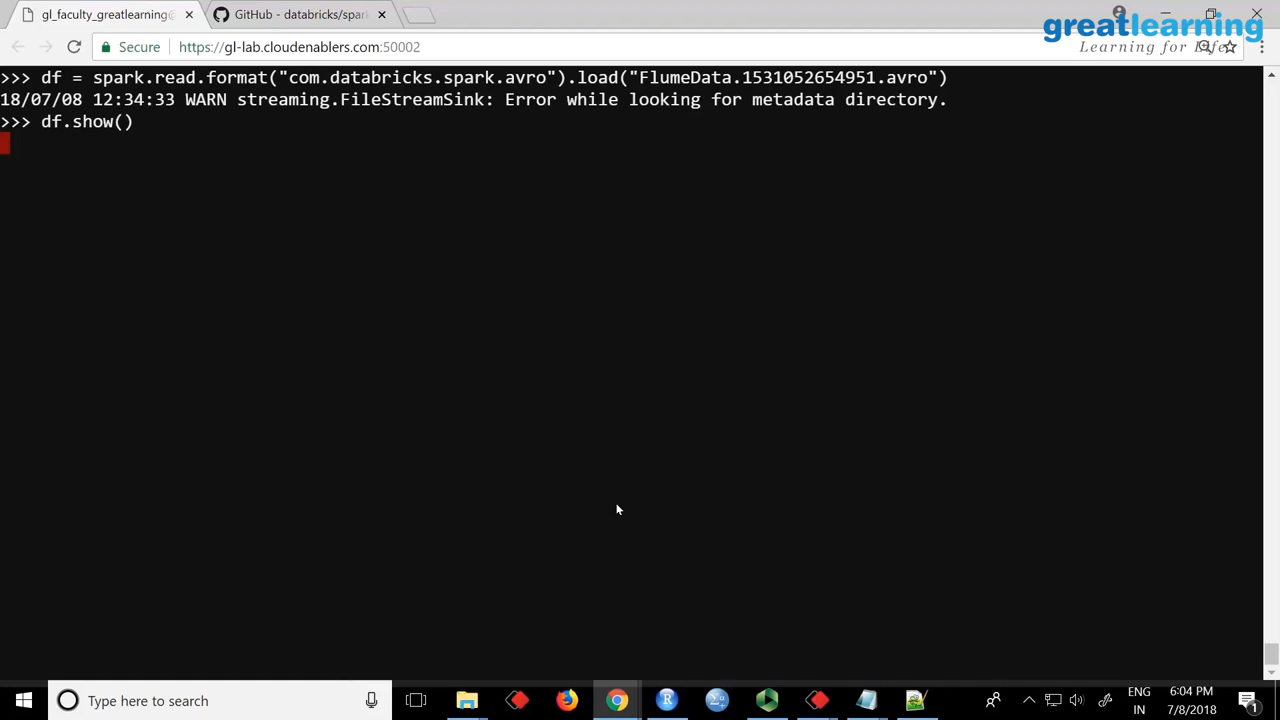 gl_faculty_greatlearning@
GitHub - databricks/spar
greatlearning
Learning for Life
Secure
https://gl-lab.cloudenablers.com:50002
>>> df = spark.read.format("com.databricks.spark.avro").load("FlumeData.1531052654951.avro")
18/07/08 12:34:33 WARN streaming.FileStreamSink: Error while looking for metadata directory.
>>> df.show()
Type here to search
ENG
IN
6:04 PM
7/8/2018
1